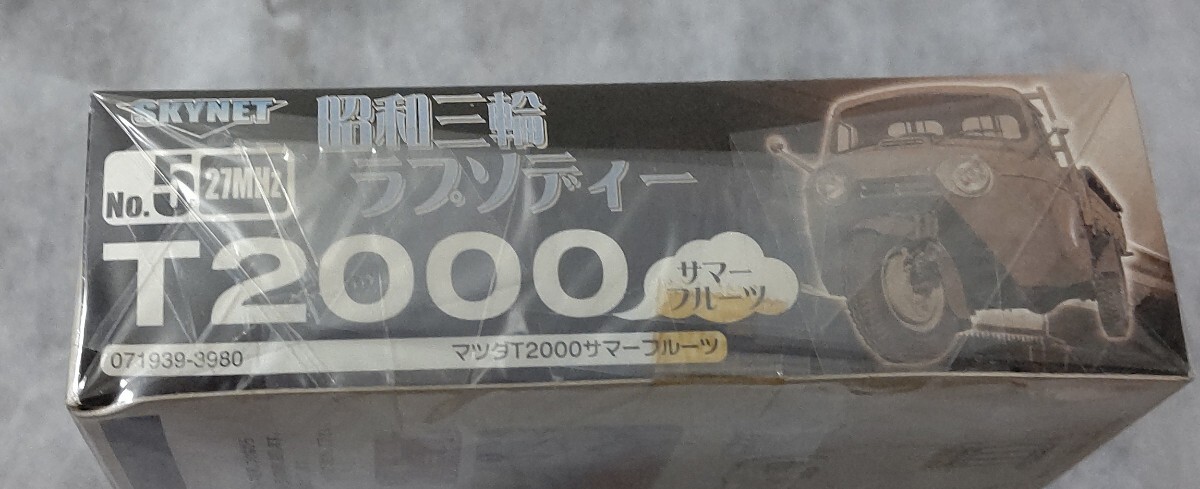 SKYNET
昭和三輪
ラプソディー
No.5 27MHz
T2000
サマー
フルーツ
071939-3980 マツダT2000サマーフルーツ